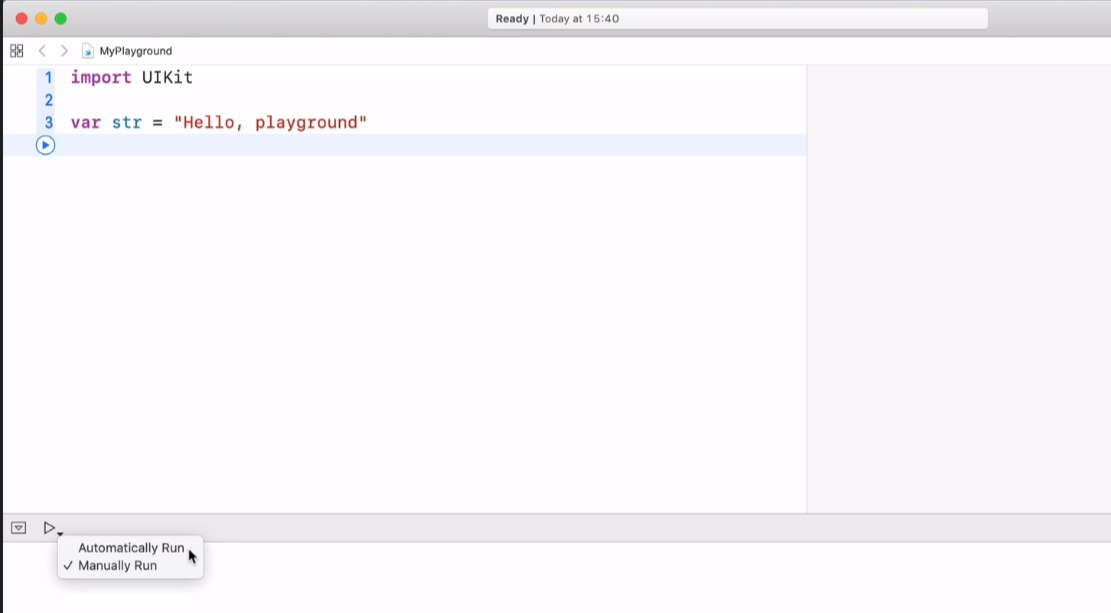 Ready | Today at 15:40
MyPlayground
1 import UIKit
2
3 var str = "Hello, playground"
Automatically Run
✓ Manually Run